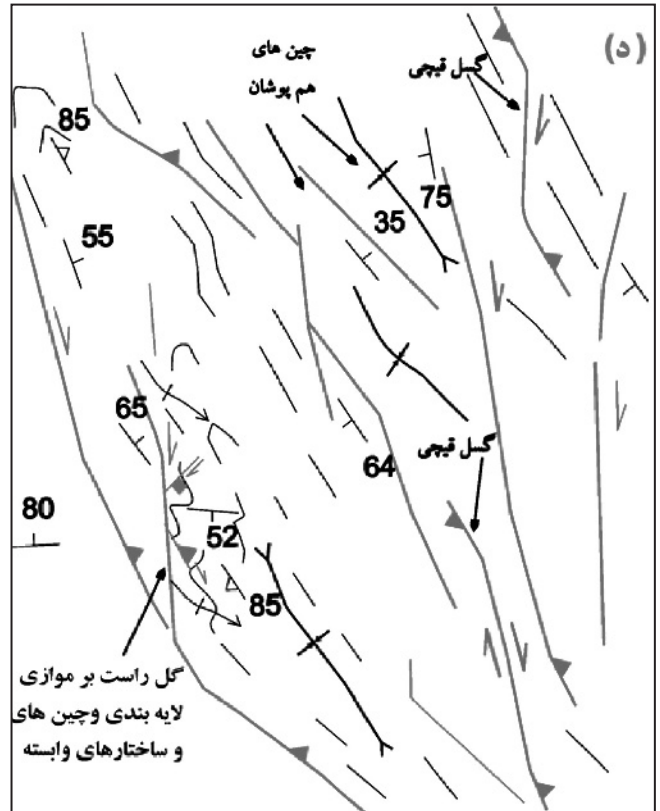 (د)
چین های
هم پوشان
گسل قیچی
85
75
35
55
65
64
گسل قیچی
80
52
85
گل راست بر موازی
لایه بندی وچین های
و ساختارهای وابسته